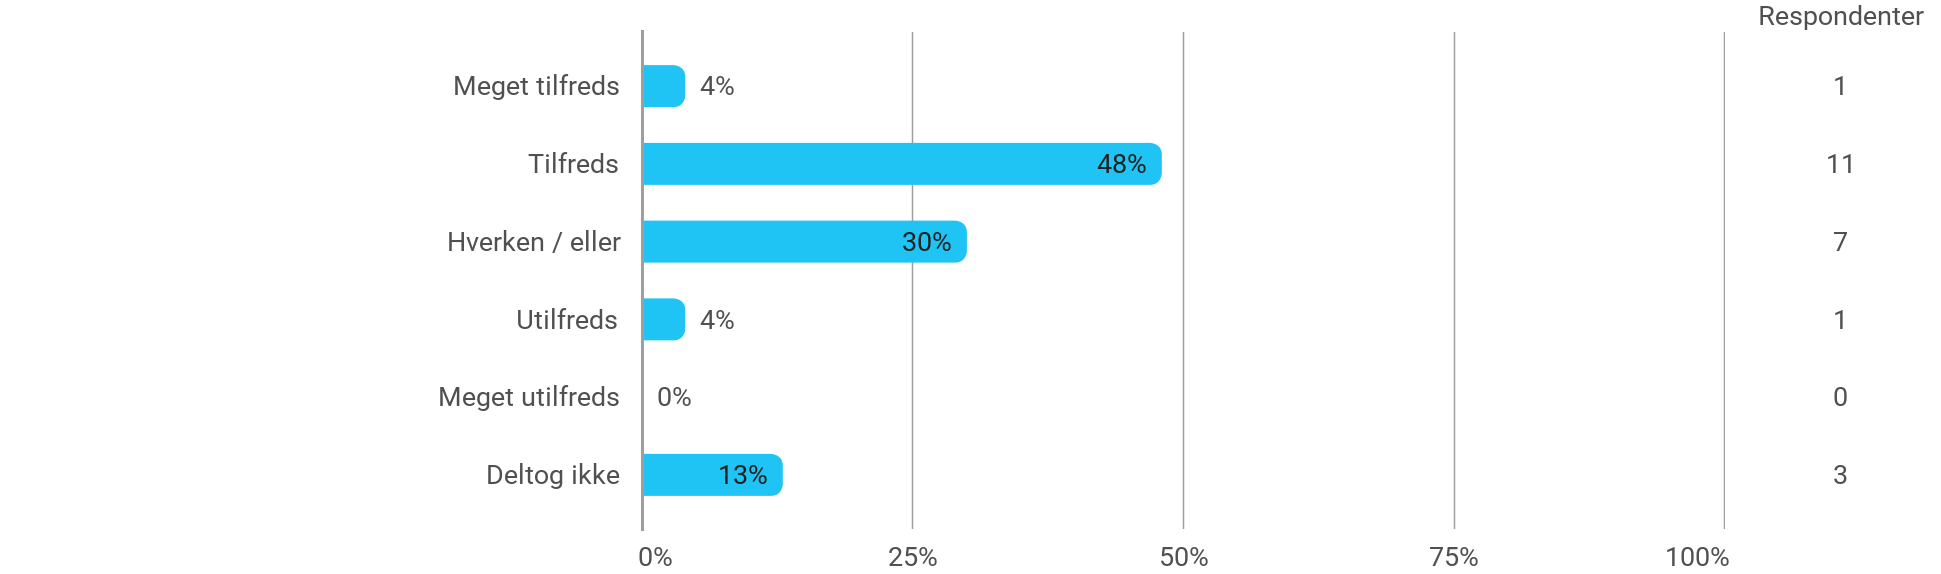 Respondenter
Meget tilfreds 4% 1
Tilfreds 48% 11
Hverken / eller 30% 7
Utilfreds 4% 1
Meget utilfreds 0% 0
Deltog ikke 13% 3
0% 25% 50% 75% 100%